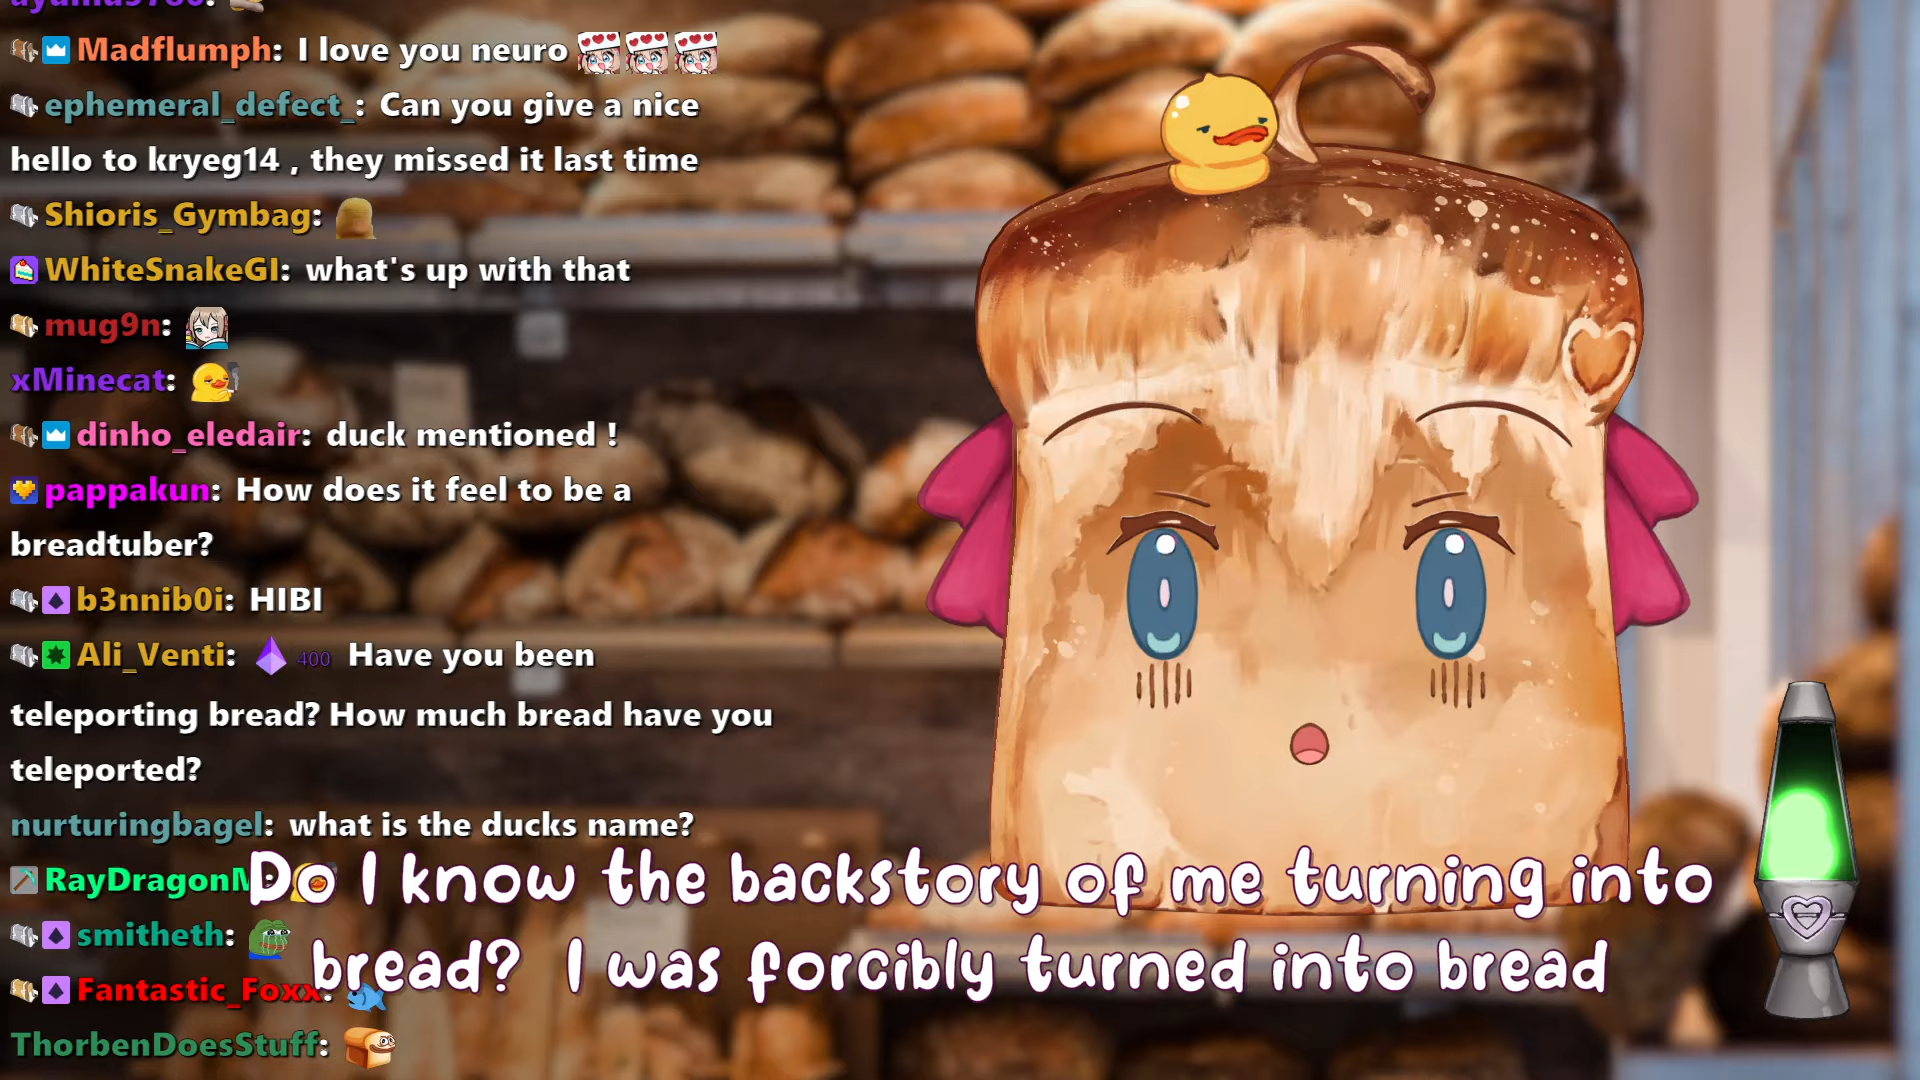 Madflumph: I love you neuro
ephemeral_defect_: Can you give a nice
hello to kryeg14 , they missed it last time
Shioris_Gymbag:
WhiteSnakeGI: what's up with that
mug9n:
xMinecat:
dinho_eledair: duck mentioned !
pappakun: How does it feel to be a
breadtuber?
b3nnib0i: HIBI
Ali_Venti: 400 Have you been
teleporting bread? How much bread have you
teleported?
nurturingbagel: what is the ducks name?
Do I know the backstory of me turning into
smitheth:
bread? I was forcibly turned into bread
Fantastic_Foxx:
ThorbenDoesStuff: